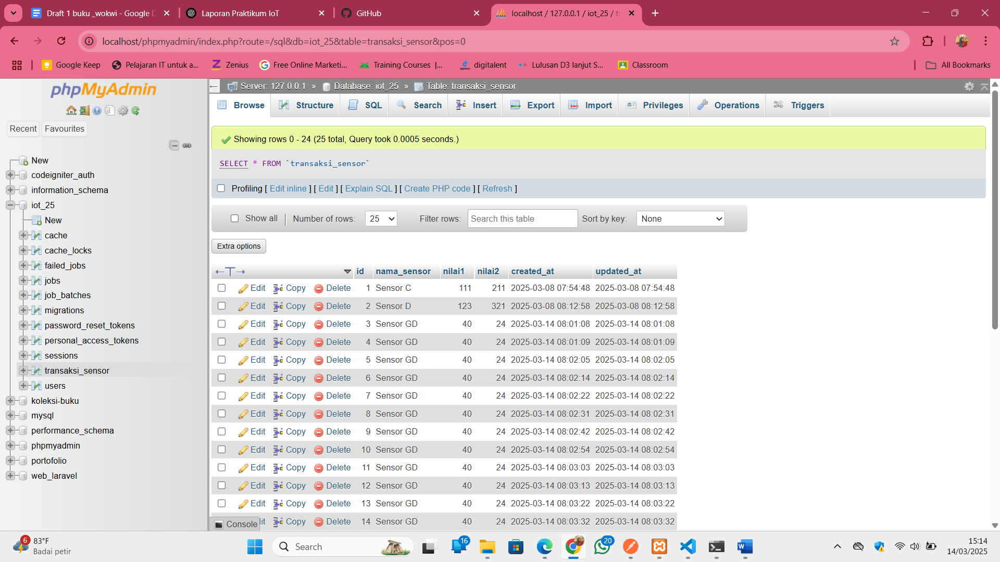 Draft 1 buku _wokwi - Google D
Laporan Praktikum IoT
GitHub
localhost / 127.0.0.1 / iot_25 / tr
localhost/phpmyadmin/index.php?route=/sql&db=iot_25&table=transaksi_sensor&pos=0
Google Keep
Pelajaran IT untuk a...
Zenius
Free Online Marketi...
Training Courses |...
digitalent
Lulusan D3 lanjut S...
Classroom
All Bookmarks
phpMyAdmin
Recent
Favourites
New
codeigniter_auth
information_schema
iot_25
New
cache
cache_locks
failed_jobs
jobs
job_batches
migrations
password_reset_tokens
personal_access_tokens
sessions
transaksi_sensor
users
koleksi-buku
mysql
performance_schema
phpmyadmin
portofolio
web_laravel
Server: 127.0.0.1 » Database: iot_25 » Table: transaksi_sensor
Browse Structure SQL Search Insert Export Import Privileges Operations Triggers
Showing rows 0 - 24 (25 total, Query took 0.0005 seconds.)
SELECT * FROM `transaksi_sensor`
Profiling [ Edit inline ] [ Edit ] [ Explain SQL ] [ Create PHP code ] [ Refresh ]
Show all Number of rows: 25 Filter rows: Search this table Sort by key: None
Extra options
id nama_sensor nilai1 nilai2 created_at updated_at
Edit Copy Delete 1 Sensor C 111 211 2025-03-08 07:54:48 2025-03-08 07:54:48
Edit Copy Delete 2 Sensor D 123 321 2025-03-08 08:12:58 2025-03-08 08:12:58
Edit Copy Delete 3 Sensor GD 40 24 2025-03-14 08:01:08 2025-03-14 08:01:08
Edit Copy Delete 4 Sensor GD 40 24 2025-03-14 08:01:09 2025-03-14 08:01:09
Edit Copy Delete 5 Sensor GD 40 24 2025-03-14 08:02:05 2025-03-14 08:02:05
Edit Copy Delete 6 Sensor GD 40 24 2025-03-14 08:02:14 2025-03-14 08:02:14
Edit Copy Delete 7 Sensor GD 40 24 2025-03-14 08:02:22 2025-03-14 08:02:22
Edit Copy Delete 8 Sensor GD 40 24 2025-03-14 08:02:31 2025-03-14 08:02:31
Edit Copy Delete 9 Sensor GD 40 24 2025-03-14 08:02:42 2025-03-14 08:02:42
Edit Copy Delete 10 Sensor GD 40 24 2025-03-14 08:02:54 2025-03-14 08:02:54
Edit Copy Delete 11 Sensor GD 40 24 2025-03-14 08:03:03 2025-03-14 08:03:03
Edit Copy Delete 12 Sensor GD 40 24 2025-03-14 08:03:13 2025-03-14 08:03:13
Edit Copy Delete 13 Sensor GD 40 24 2025-03-14 08:03:22 2025-03-14 08:03:22
Copy Delete 14 Sensor GD 40 24 2025-03-14 08:03:32 2025-03-14 08:03:32
Console
6
83°F
Badai petir
Search
16
20
15:14
14/03/2025